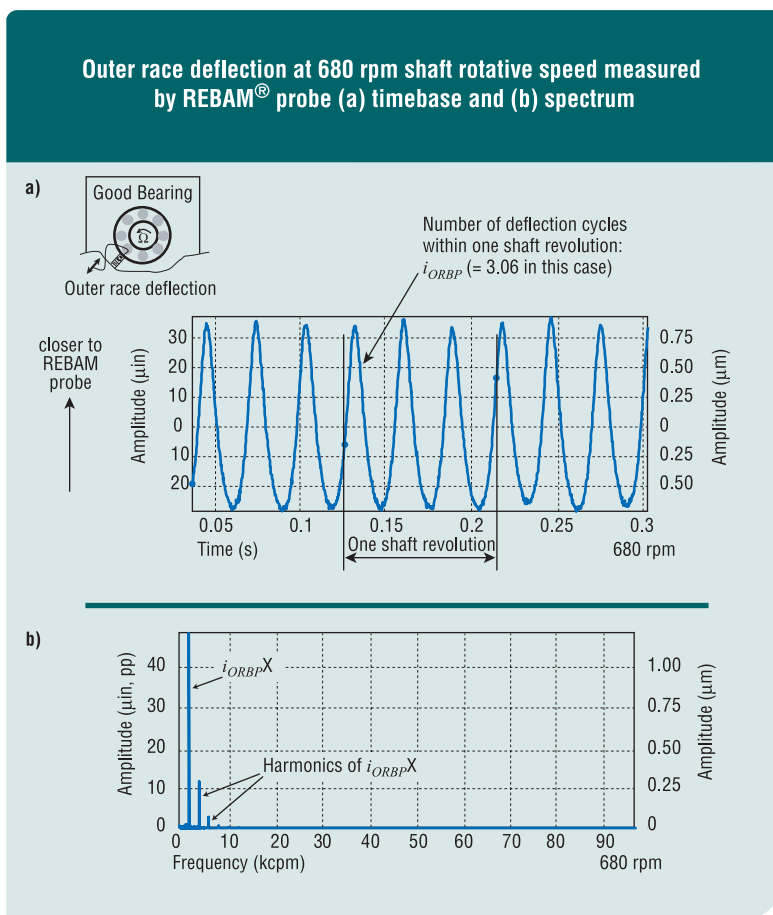 Outer race deflection at 680 rpm shaft rotative speed measured
by REBAM® probe (a) timebase and (b) spectrum
a)
Good Bearing
Ω
Outer race deflection
Number of deflection cycles
within one shaft revolution:
iORBP (= 3.06 in this case)
closer to
REBAM
probe
Amplitude (µin)
30
20
10
0
10
20
0.75
0.50
0.25
0
0.25
0.50
Amplitude (µm)
0.05
0.1
0.15
0.2
0.25
0.3
Time (s)
One shaft revolution
680 rpm
b)
Amplitude (µin, pp)
40
30
20
10
0
iORBPX
Harmonics of iORBPX
1.00
0.75
0.50
0.25
0
Amplitude (µm)
0
10
20
30
40
50
60
70
80
90
Frequency (kcpm)
680 rpm